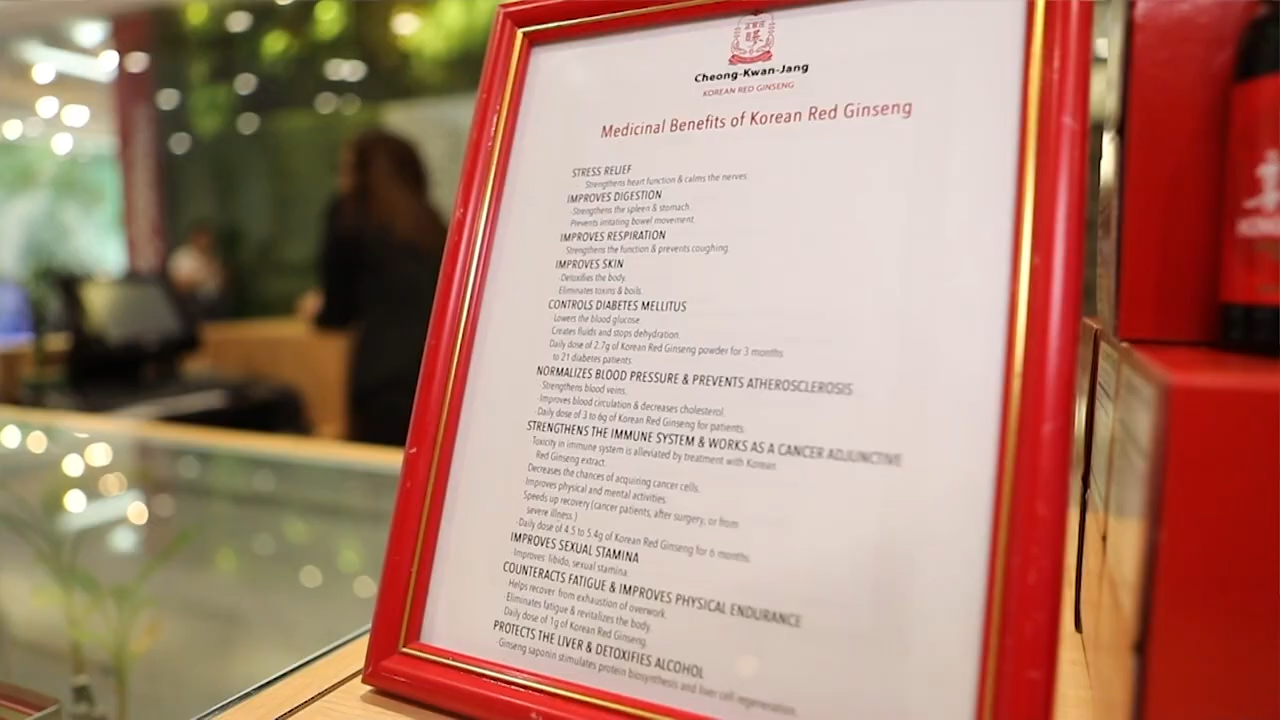 Cheong-Kwan-Jang
KOREAN RED GINSENG
Medicinal Benefits of Korean Red Ginseng
STRESS RELIEF
Strengthens heart function & calms the nerves.
IMPROVES DIGESTION
·Strengthens the spleen & stomach.
·Prevents irritating bowel movement.
IMPROVES RESPIRATION
·Strengthens the function & prevents coughing.
IMPROVES SKIN
·Detoxifies the body.
·Eliminates toxins & boils.
CONTROLS DIABETES MELLITUS
·Lowers the blood glucose.
·Creates fluids and stops dehydration.
·Daily dose of 2.7g of Korean Red Ginseng powder for 3 months
to 21 diabetes patients.
NORMALIZES BLOOD PRESSURE & PREVENTS ATHEROSCLEROSIS
·Strengthens blood veins.
·Improves blood circulation & decreases cholesterol.
·Daily dose of 3 to 6g of Korean Red Ginseng for patients.
STRENGTHENS THE IMMUNE SYSTEM & WORKS AS A CANCER ADJUNCTIVE
·Toxicity in immune system is alleviated by treatment with Korean
Red Ginseng extract.
·Decreases the chances of acquiring cancer cells.
·Improves physical and mental activities.
·Speeds up recovery (cancer patients, after surgery, or from
severe illness.)
·Daily dose of 4.5 to 5.4g of Korean Red Ginseng for 6 months.
IMPROVES SEXUAL STAMINA
·Improves libido, sexual stamina.
COUNTERACTS FATIGUE & IMPROVES PHYSICAL ENDURANCE
·Helps recover from exhaustion of overwork.
·Eliminates fatigue & revitalizes the body.
·Daily dose of 1g of Korean Red Ginseng.
PROTECTS THE LIVER & DETOXIFIES ALCOHOL
·Ginseng saponin stimulates protein biosynthesis and liver cell regeneration.